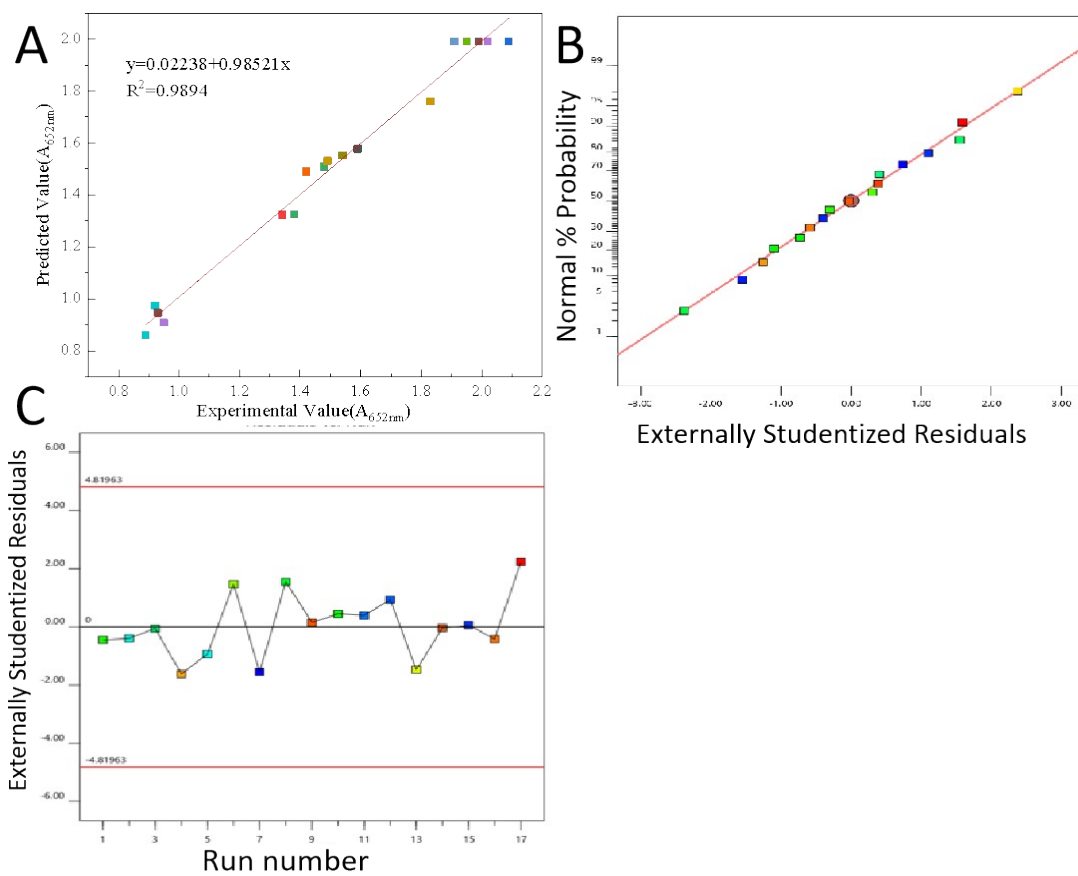 A
y=0.02238+0.98521x
R²=0.9894
Predicted Value(A652nm)
2.0
1.8
1.6
1.4
1.2
1.0
0.8
0.8 1.0 1.2 1.4 1.6 1.8 2.0 2.2
Experimental Value(A652nm)
B
Normal % Probability
99
90
70
50
30
20
10
5
1
-2.00 -1.00 0.00 1.00 2.00 3.00
Externally Studentized Residuals
C
Externally Studentized Residuals
6.00
4.81963
4.00
2.00
0.00
0
-2.00
-4.00
-4.81963
-6.00
1 3 5 7 9 11 13 15 17
Run number